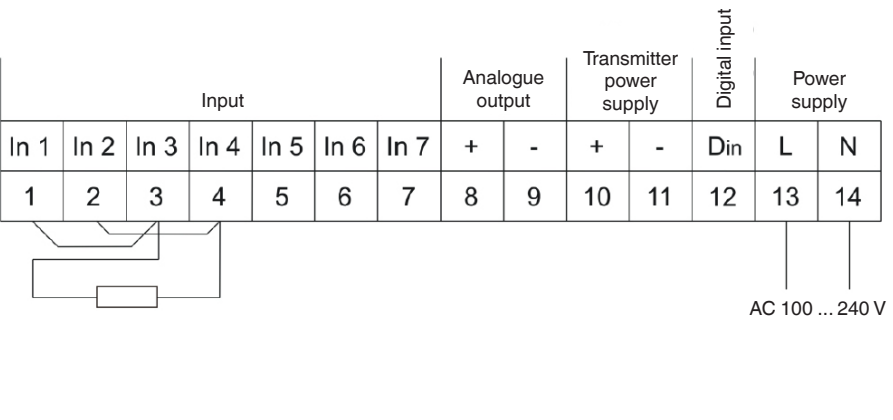 Input
Analogue
output
Transmitter
power
supply
Digital input
Power
supply
In 1 In 2 In 3 In 4 In 5 In 6 In 7 + - + - Din L N
1 2 3 4 5 6 7 8 9 10 11 12 13 14
AC 100 ... 240 V